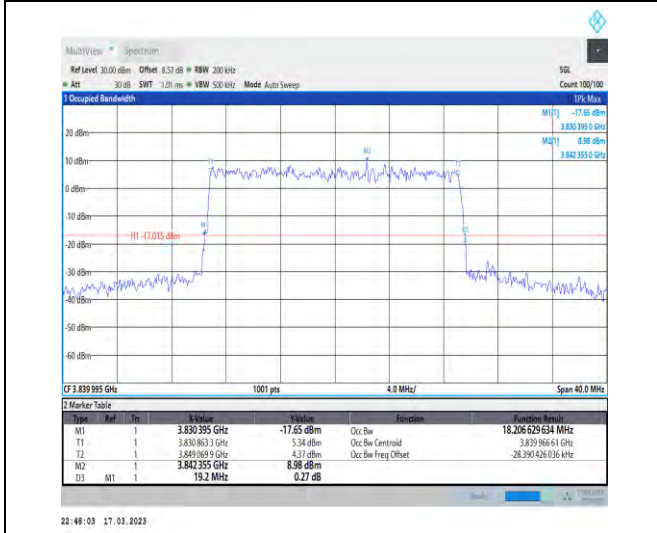 MultiView Spectrum
Ref Level 30.00 dBm Offset 8.57 dB RBW 200 kHz SGL
Att 30 dB SWT 1.01 ms VBW 500 kHz Mode Auto Sweep Count 100/100
1 Occupied Bandwidth 1Pk Max
M1[1] -17.65 dBm
3.830 395 0 GHz
M2[1] 8.98 dBm
3.842 355 0 GHz
20 dBm
M2
10 dBm
T1
0 dBm
-10 dBm
M1
H1 -17.015 dBm
-20 dBm
-30 dBm
-40 dBm
-50 dBm
-60 dBm
CF 3.839 995 GHz 1001 pts 4.0 MHz/ Span 40.0 MHz
2 Marker Table
Type Ref Trc X-Value Y-Value Function Function Result
M1 1 3.830 395 GHz -17.65 dBm Occ Bw 18.206 629 634 MHz
T1 1 3.830 863 3 GHz 5.34 dBm Occ Bw Centroid 3.839 966 61 GHz
T2 1 3.849 069 9 GHz 4.37 dBm Occ Bw Freq Offset -28.390 426 036 kHz
M2 1 3.842 355 GHz 8.98 dBm
D3 M1 1 19.2 MHz 0.27 dB
22:48:03 17.03.2023